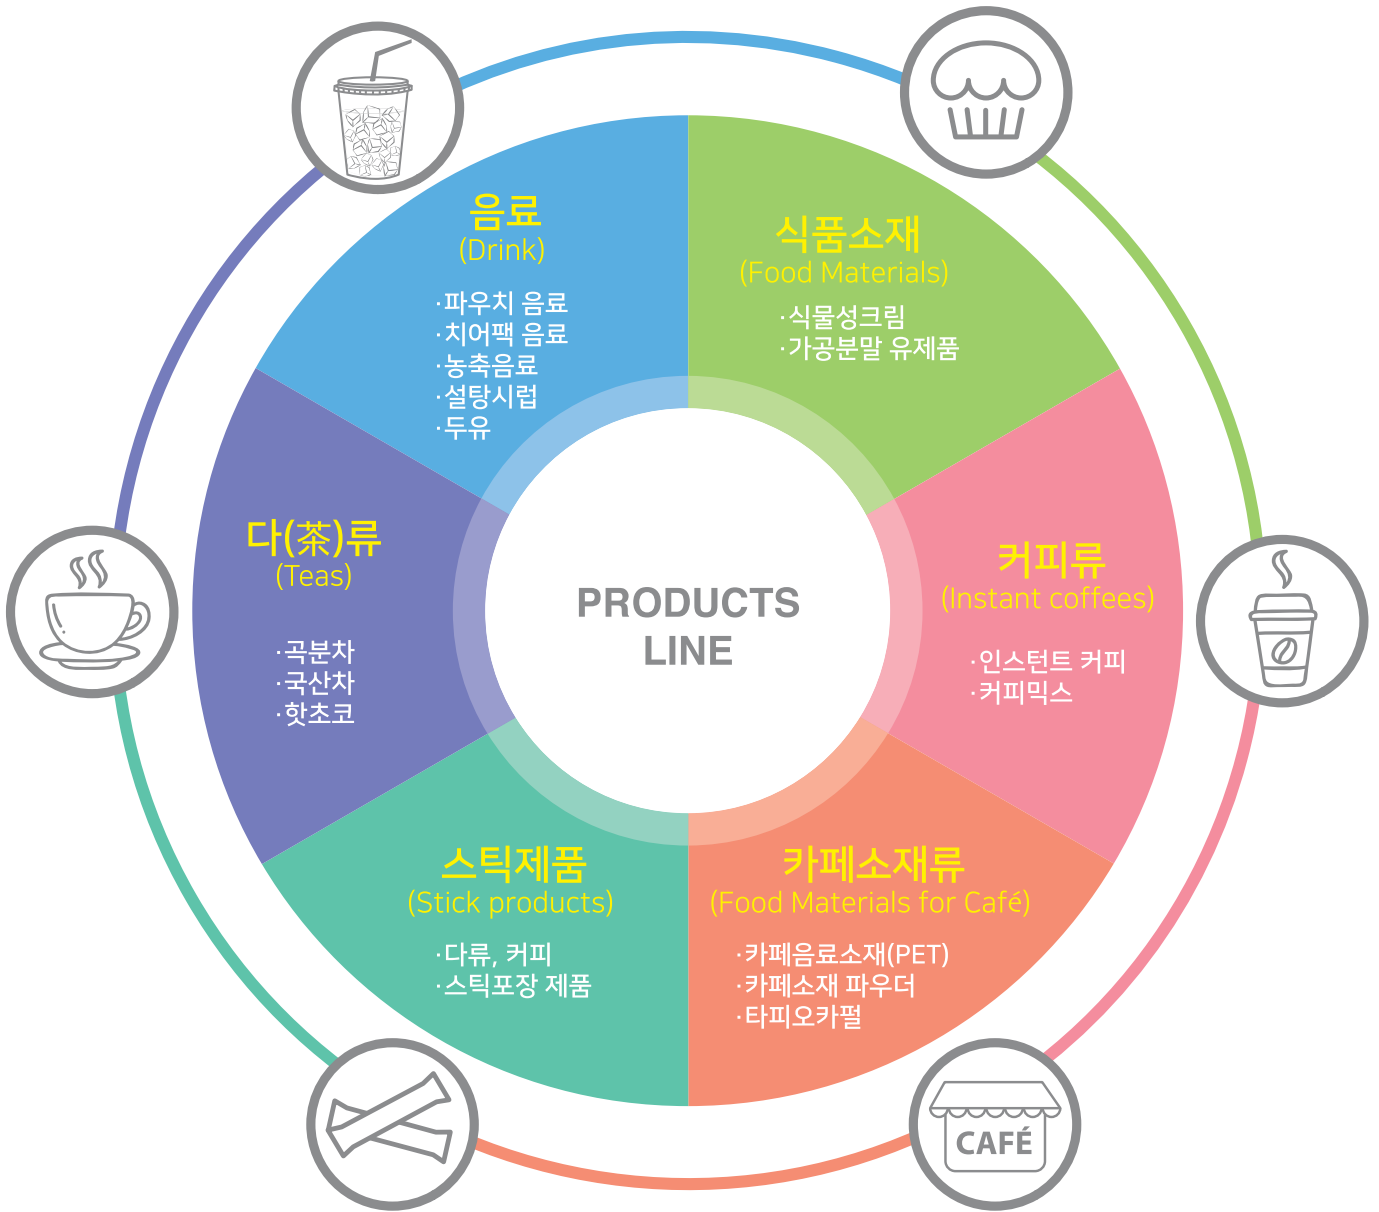 음료
(Drink)
·파우치 음료
·치어팩 음료
·농축음료
·설탕시럽
·두유
식품소재
(Food Materials)
·식물성크림
·가공분말 유제품
다(茶)류
(Teas)
·곡분차
·국산차
·핫초코
PRODUCTS
LINE
커피류
(Instant coffees)
·인스턴트 커피
·커피믹스
스틱제품
(Stick products)
·다류, 커피
·스틱포장 제품
카페소재류
(Food Materials for Café)
·카페음료소재(PET)
·카페소재 파우더
·타피오카펄
CAFÉ